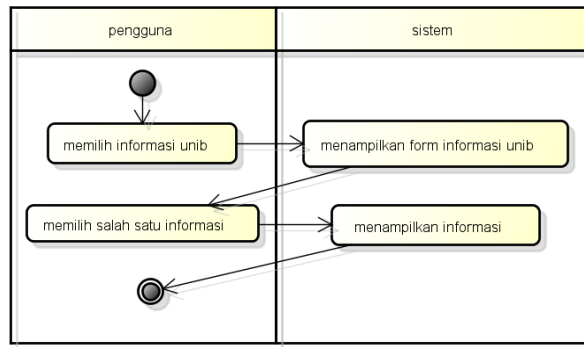 pengguna
sistem
memilih informasi unib
menampilkan form informasi unib
memilih salah satu informasi
menampilkan informasi